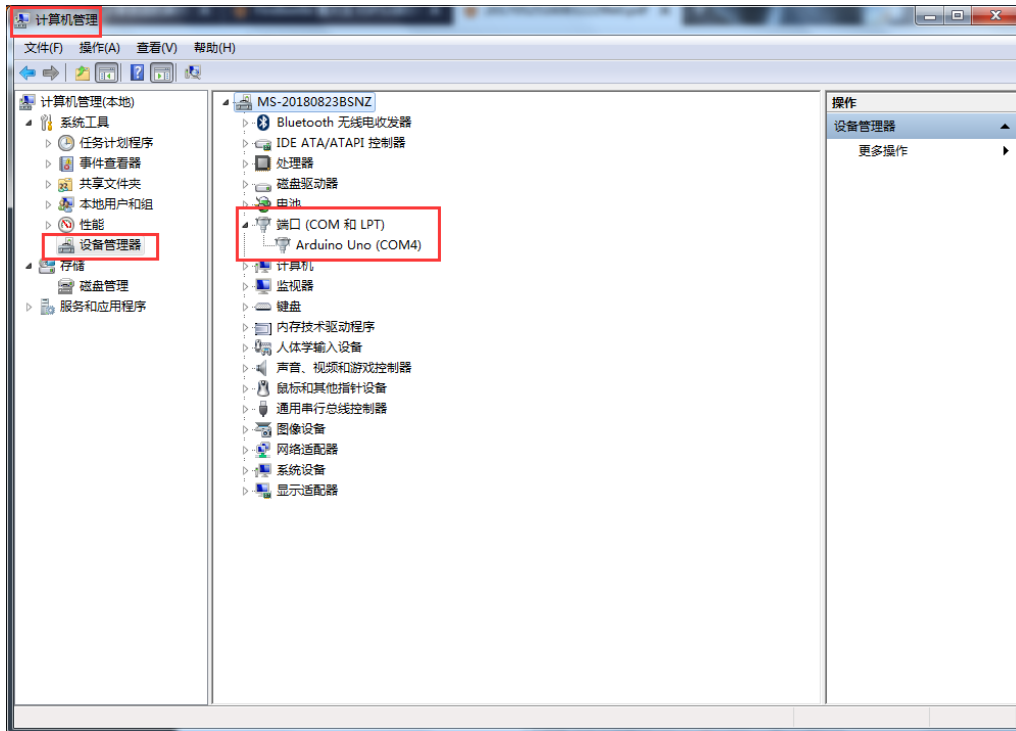 计算机管理
文件(F) 操作(A) 查看(V) 帮助(H)
计算机管理(本地)
系统工具
任务计划程序
事件查看器
共享文件夹
本地用户和组
性能
设备管理器
存储
磁盘管理
服务和应用程序
MS-20180823BSNZ
Bluetooth 无线电收发器
IDE ATA/ATAPI 控制器
处理器
磁盘驱动器
电池
端口 (COM 和 LPT)
Arduino Uno (COM4)
计算机
监视器
键盘
内存技术驱动程序
人体学输入设备
声音、视频和游戏控制器
鼠标和其他指针设备
通用串行总线控制器
图像设备
网络适配器
系统设备
显示适配器
操作
设备管理器
更多操作